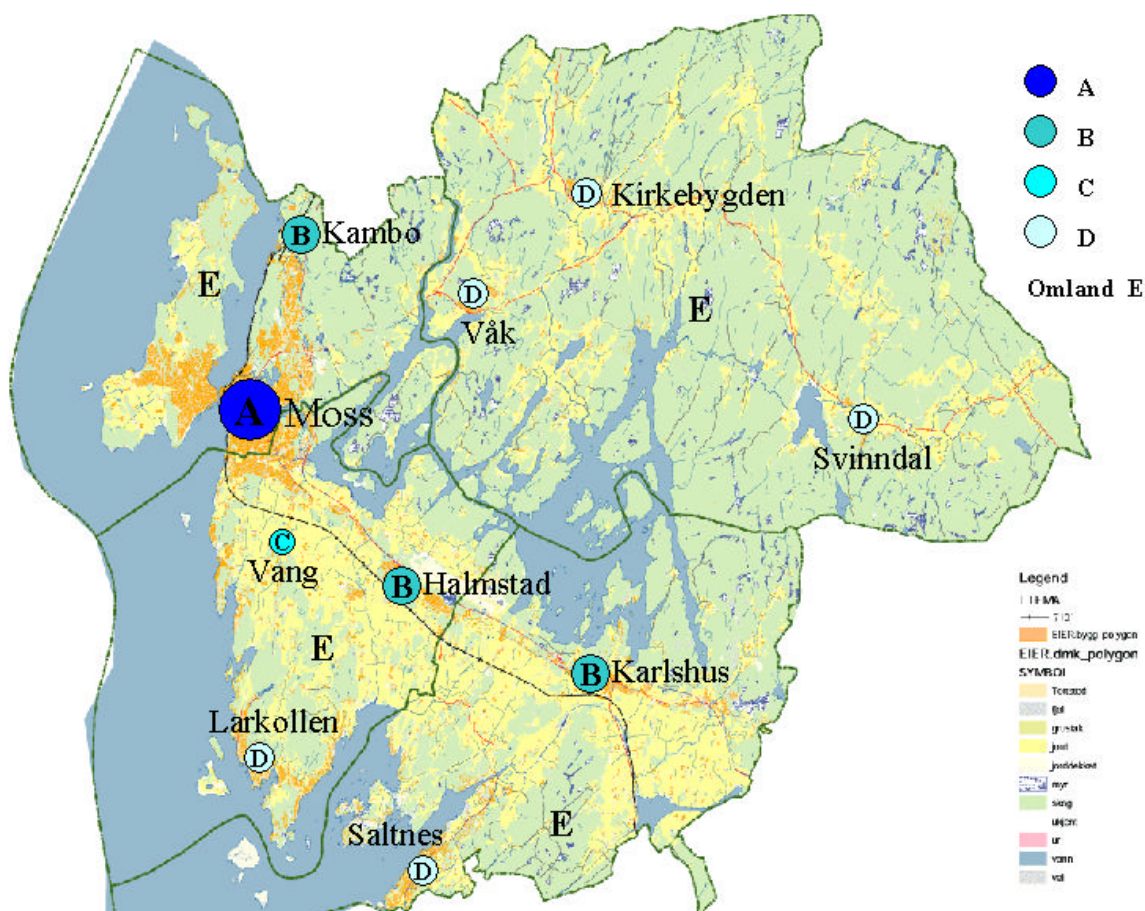 A
B
C
D
Omland E
D Kirkebygden
B Kambo
E
D
Våk
E
A Moss
D
Svinndal
C
Vang
B Halmstad
E
B Karlshus
Larkollen
D
Saltnes
D
E
Legend
EIER.bygg_polygon
EIER.dmk_polygon
SYMBOL
jord
myr
skog
ur
vann